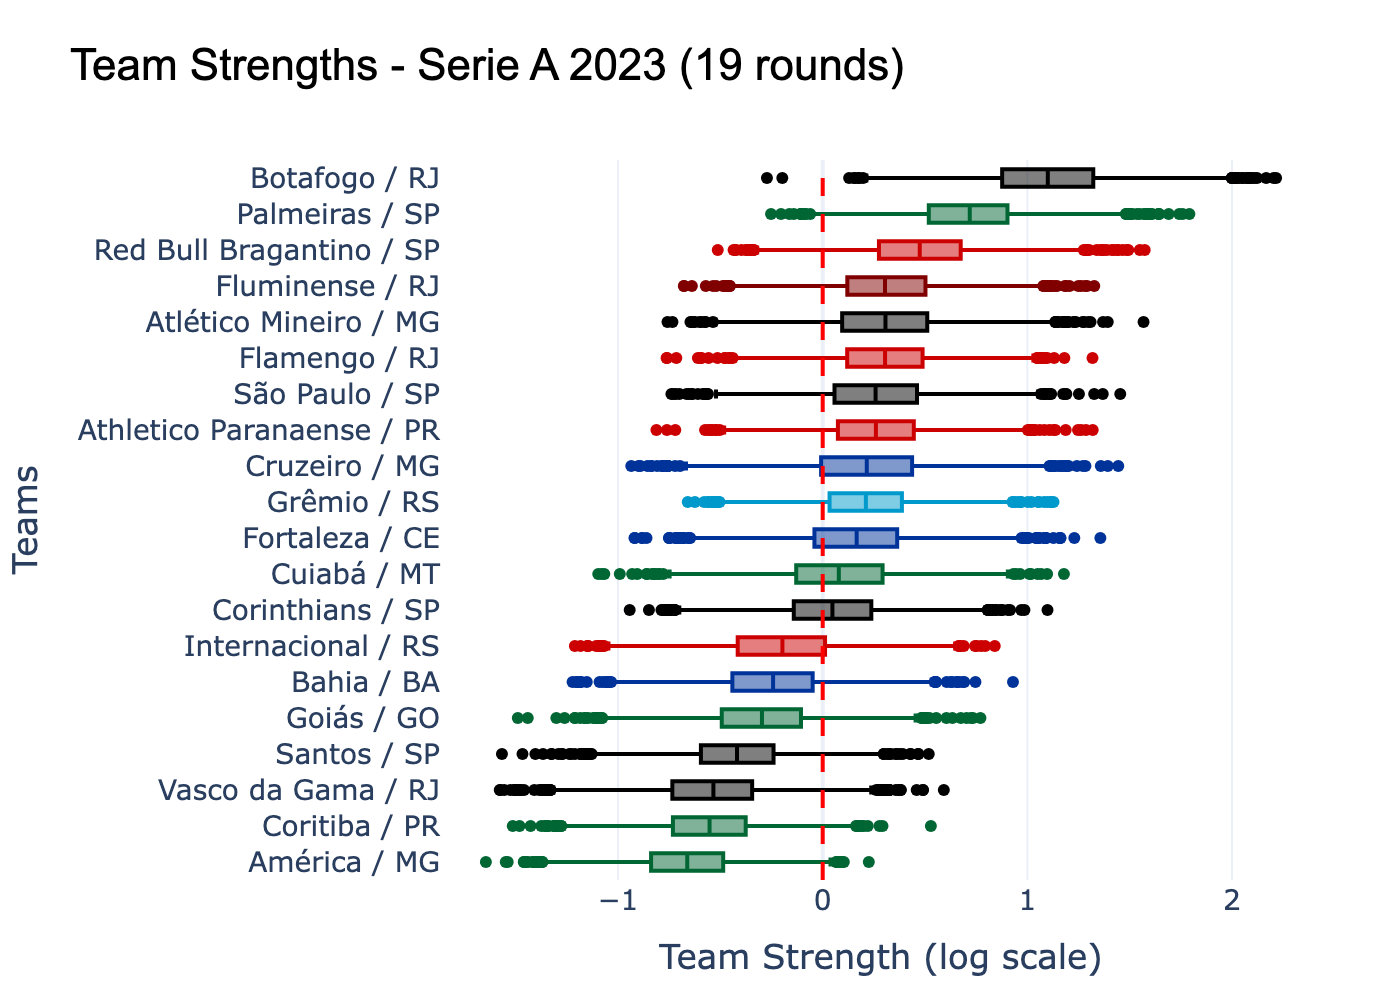 Team Strengths - Serie A 2023 (19 rounds)
Teams
Botafogo / RJ
Palmeiras / SP
Red Bull Bragantino / SP
Fluminense / RJ
Atlético Mineiro / MG
Flamengo / RJ
São Paulo / SP
Athletico Paranaense / PR
Cruzeiro / MG
Grêmio / RS
Fortaleza / CE
Cuiabá / MT
Corinthians / SP
Internacional / RS
Bahia / BA
Goiás / GO
Santos / SP
Vasco da Gama / RJ
Coritiba / PR
América / MG
−1 0 1 2
Team Strength (log scale)